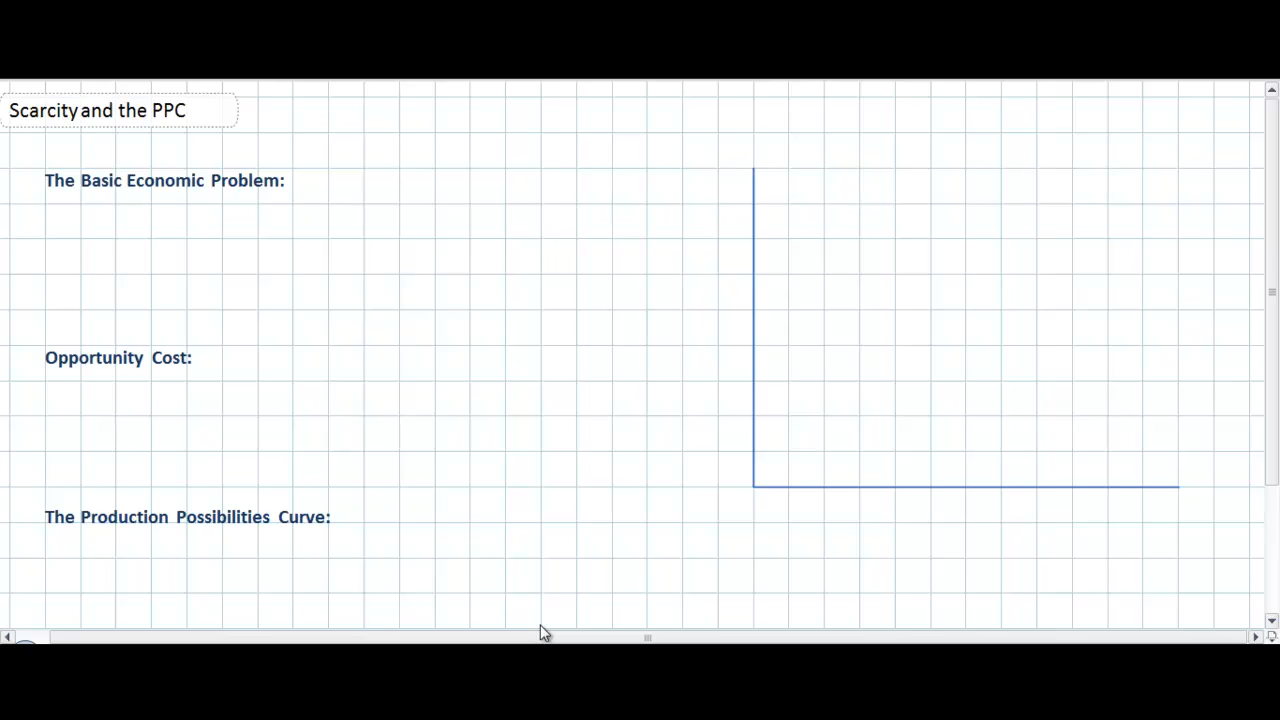 Scarcity and the PPC
The Basic Economic Problem:
Opportunity Cost:
The Production Possibilities Curve: